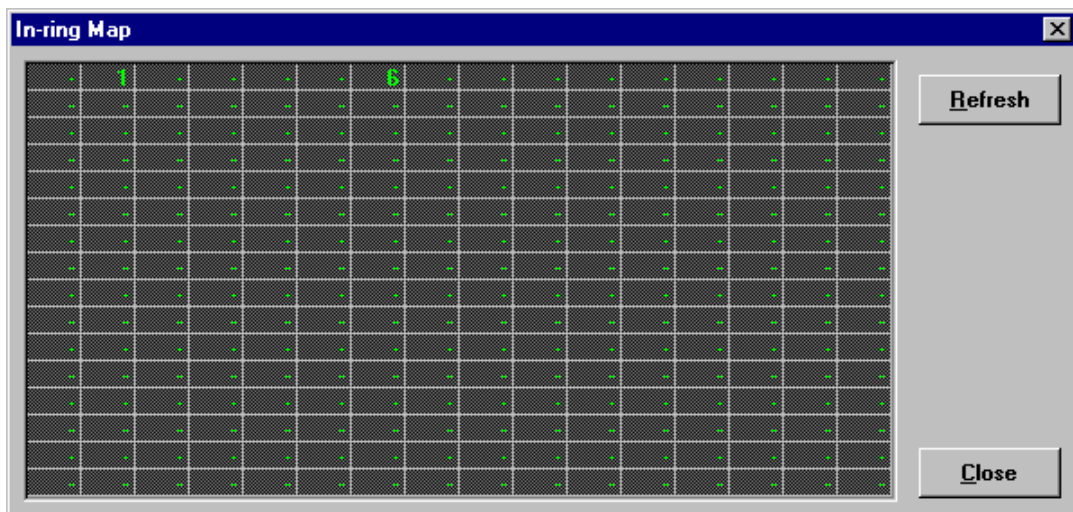 In-ring Map
. 1 . . . . 6 . . . . . . . . .
.. .. .. .. .. .. .. .. .. .. .. .. .. .. .. ..
. . . . . . . . . . . . . . . .
.. .. .. .. .. .. .. .. .. .. .. .. .. .. .. ..
. . . . . . . . . . . . . . . .
.. .. .. .. .. .. .. .. .. .. .. .. .. .. .. ..
. . . . . . . . . . . . . . . .
.. .. .. .. .. .. .. .. .. .. .. .. .. .. .. ..
. . . . . . . . . . . . . . . .
.. .. .. .. .. .. .. .. .. .. .. .. .. .. .. ..
. . . . . . . . . . . . . . . .
.. .. .. .. .. .. .. .. .. .. .. .. .. .. .. ..
. . . . . . . . . . . . . . . .
.. .. .. .. .. .. .. .. .. .. .. .. .. .. .. ..
. . . . . . . . . . . . . . . .
.. .. .. .. .. .. .. .. .. .. .. .. .. .. .. ..
Refresh
Close